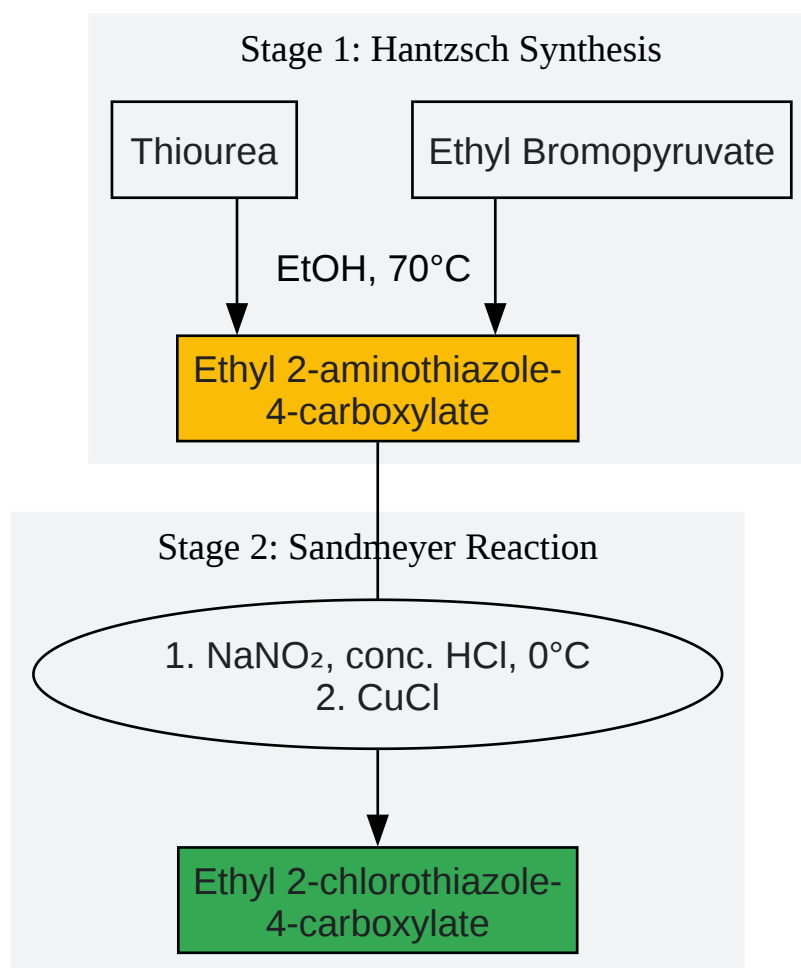 Stage 1: Hantzsch Synthesis
Thiourea
Ethyl Bromopyruvate
EtOH, 70°C
Ethyl 2-aminothiazole-
4-carboxylate
Stage 2: Sandmeyer Reaction
1. NaNO₂, conc. HCl, 0°C
2. CuCl
Ethyl 2-chlorothiazole-
4-carboxylate